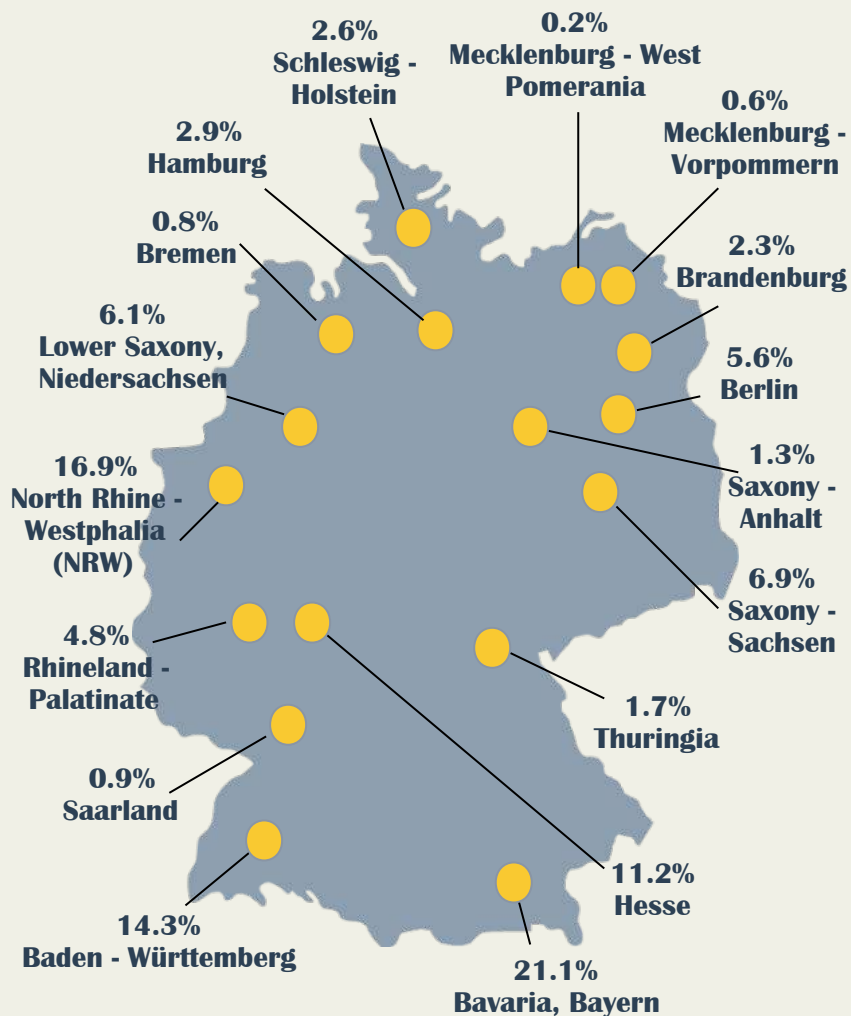 2.6%
Schleswig -
Holstein
0.2%
Mecklenburg - West
Pomerania
0.6%
Mecklenburg -
Vorpommern
2.9%
Hamburg
0.8%
Bremen
2.3%
Brandenburg
6.1%
Lower Saxony,
Niedersachsen
5.6%
Berlin
16.9%
North Rhine -
Westphalia
(NRW)
1.3%
Saxony -
Anhalt
6.9%
Saxony -
Sachsen
4.8%
Rhineland -
Palatinate
1.7%
Thuringia
0.9%
Saarland
11.2%
Hesse
14.3%
Baden - Württemberg
21.1%
Bavaria, Bayern